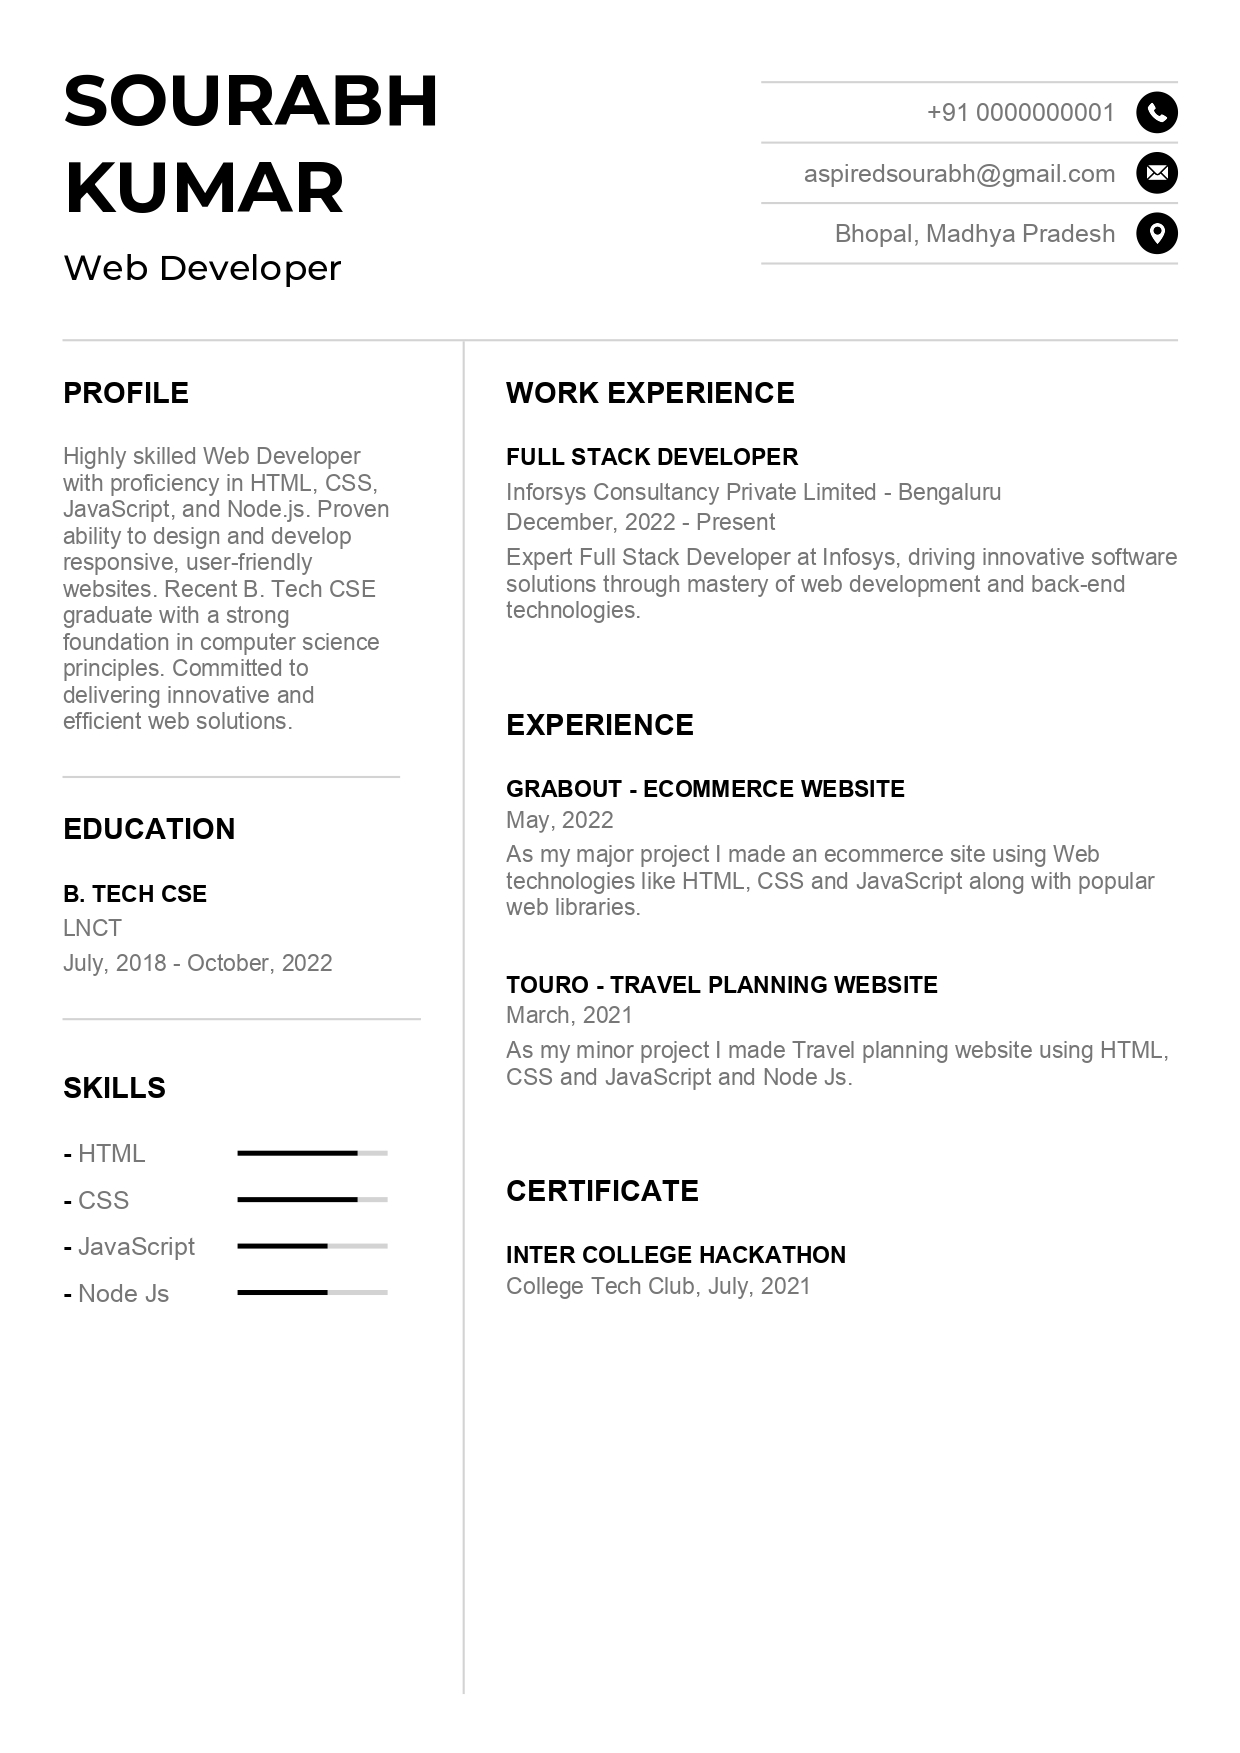 SOURABH
KUMAR
Web Developer
+91 0000000001
aspiredsourabh@gmail.com
Bhopal, Madhya Pradesh
PROFILE
Highly skilled Web Developer
with proficiency in HTML, CSS,
JavaScript, and Node.js. Proven
ability to design and develop
responsive, user-friendly
websites. Recent B. Tech CSE
graduate with a strong
foundation in computer science
principles. Committed to
delivering innovative and
efficient web solutions.
EDUCATION
B. TECH CSE
LNCT
July, 2018 - October, 2022
SKILLS
- HTML
- CSS
- JavaScript
- Node Js
WORK EXPERIENCE
FULL STACK DEVELOPER
Inforsys Consultancy Private Limited - Bengaluru
December, 2022 - Present
Expert Full Stack Developer at Infosys, driving innovative software
solutions through mastery of web development and back-end
technologies.
EXPERIENCE
GRABOUT - ECOMMERCE WEBSITE
May, 2022
As my major project I made an ecommerce site using Web
technologies like HTML, CSS and JavaScript along with popular
web libraries.
TOURO - TRAVEL PLANNING WEBSITE
March, 2021
As my minor project I made Travel planning website using HTML,
CSS and JavaScript and Node Js.
CERTIFICATE
INTER COLLEGE HACKATHON
College Tech Club, July, 2021